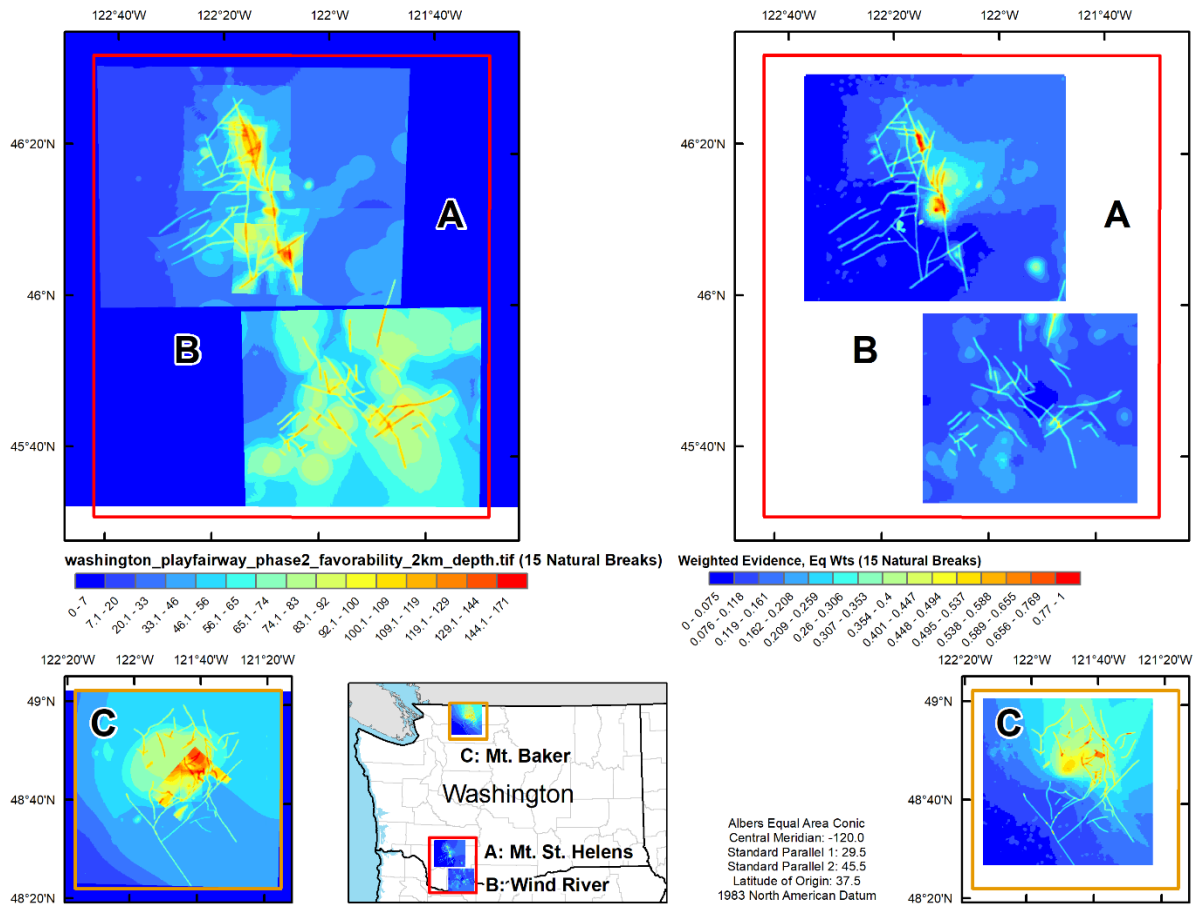 122°40'W 122°20'W 122°W 121°40'W
122°40'W 122°20'W 122°W 121°40'W
46°20'N
46°N
45°40'N
A
B
46°20'N
46°N
45°40'N
A
B
washington_playfairway_phase2_favorability_2km_depth.tif (15 Natural Breaks)
0 - 7
7.1 - 20
20.1 - 33
33.1 - 46
46.1 - 56
56.1 - 65
65.1 - 74
74.1 - 83
83.1 - 92
92.1 - 100
100.1 - 109
109.1 - 119
119.1 - 129
129.1 - 144
144.1 - 171
Weighted Evidence, Eq Wts (15 Natural Breaks)
0 - 0.075
0.076 - 0.118
0.119 - 0.161
0.162 - 0.208
0.209 - 0.259
0.26 - 0.306
0.307 - 0.353
0.354 - 0.4
0.401 - 0.447
0.448 - 0.494
0.495 - 0.537
0.538 - 0.588
0.589 - 0.655
0.656 - 0.769
0.77 - 1
122°20'W 122°W 121°40'W 121°20'W
49°N
48°40'N
48°20'N
C
C: Mt. Baker
Washington
A: Mt. St. Helens
B: Wind River
Albers Equal Area Conic
Central Meridian: -120.0
Standard Parallel 1: 29.5
Standard Parallel 2: 45.5
Latitude of Origin: 37.5
1983 North American Datum
122°20'W 122°W 121°40'W 121°20'W
49°N
48°40'N
48°20'N
C